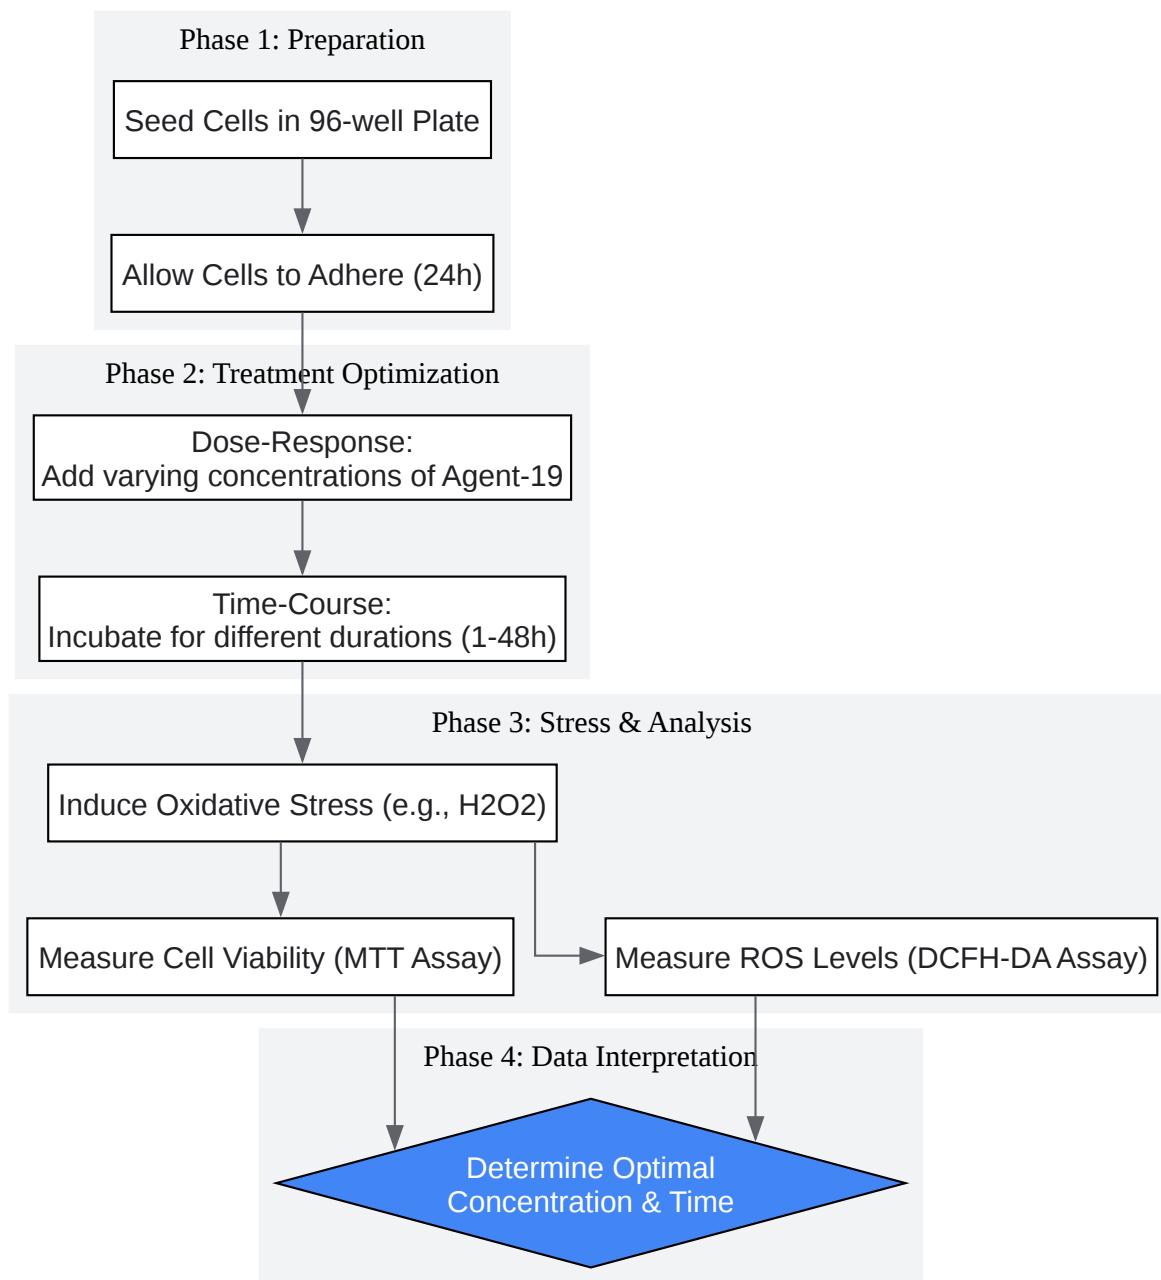 Phase 1: Preparation
Seed Cells in 96-well Plate
Allow Cells to Adhere (24h)
Phase 2: Treatment Optimization
Dose-Response:
Add varying concentrations of Agent-19
Time-Course:
Incubate for different durations (1-48h)
Phase 3: Stress & Analysis
Induce Oxidative Stress (e.g., H2O2)
Measure Cell Viability (MTT Assay)
Measure ROS Levels (DCFH-DA Assay)
Phase 4: Data Interpretation
Determine Optimal
Concentration & Time